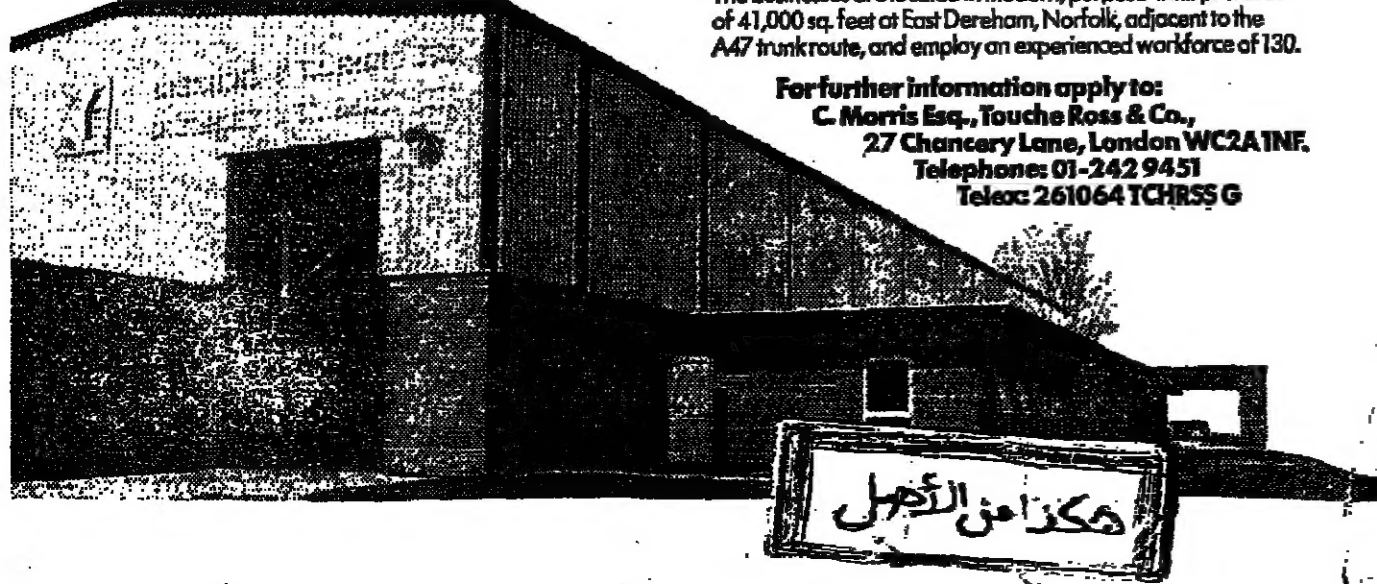 of 41,000 sq. feet at East Dereham, Norfolk, adjacent to the
A47 trunk route, and employ an experienced workforce of 130.
For further information apply to:
C. Morris Esq., Touche Ross & Co.,
27 Chancery Lane, London WC2A 1NF.
Telephone: 01-242 9451
Telex: 261064 TCHRSS G
هكذا من الأصل